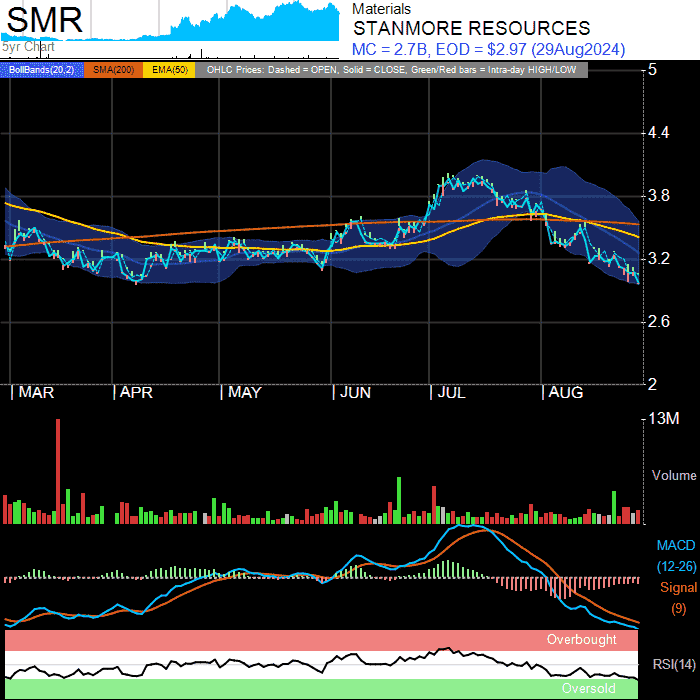 SMR
5yr Chart
Materials
STANMORE RESOURCES
MC = 2.7B, EOD = $2.97 (29Aug2024)
BollBands(20,2) SMA(200) EMA(50) OHLC Prices: Dashed = OPEN, Solid = CLOSE, Green/Red bars = Intra-day HIGH/LOW
5
4.4
3.8
3.2
2.6
2
MAR APR MAY JUN JUL AUG
13M
Volume
MACD
(12-26)
Signal
(9)
Overbought
RSI(14)
Oversold